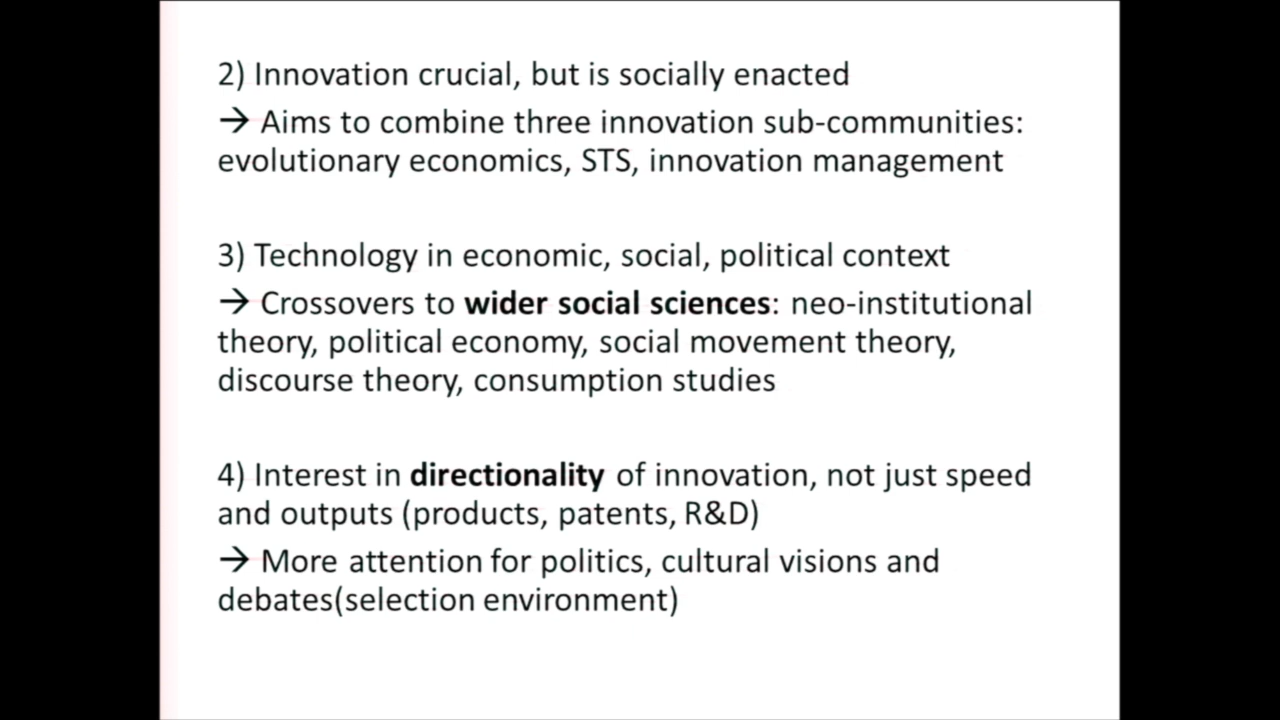 2) Innovation crucial, but is socially enacted
→ Aims to combine three innovation sub-communities:
evolutionary economics, STS, innovation management
3) Technology in economic, social, political context
→ Crossovers to wider social sciences: neo-institutional
theory, political economy, social movement theory,
discourse theory, consumption studies
4) Interest in directionality of innovation, not just speed
and outputs (products, patents, R&D)
→ More attention for politics, cultural visions and
debates(selection environment)